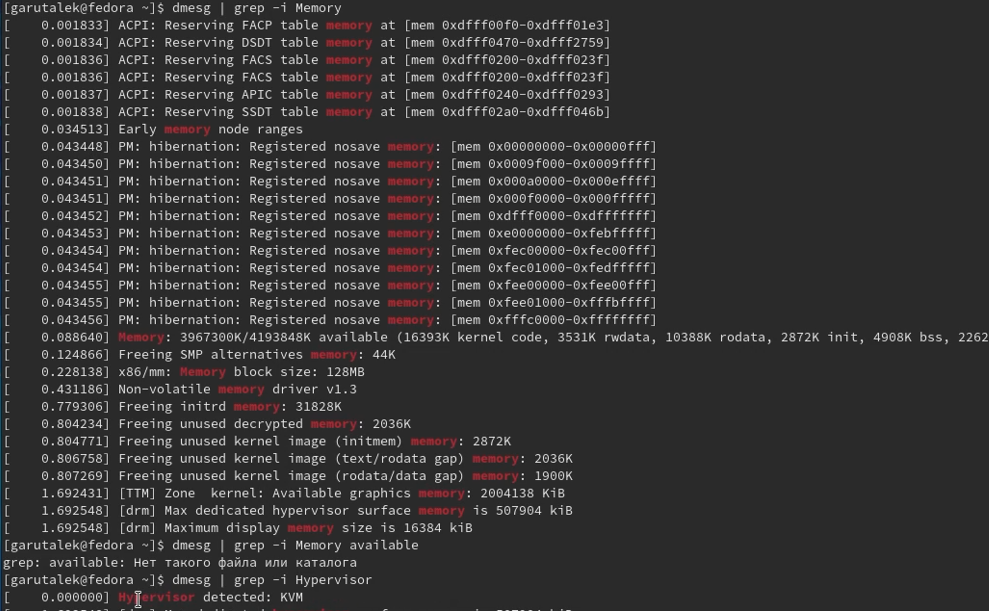 [garutalek@fedora ~]$ dmesg | grep -i Memory
[    0.001833] ACPI: Reserving FACP table memory at [mem 0xdfff00f0-0xdfff01e3]
[    0.001834] ACPI: Reserving DSDT table memory at [mem 0xdfff0470-0xdfff2759]
[    0.001836] ACPI: Reserving FACS table memory at [mem 0xdfff0200-0xdfff023f]
[    0.001836] ACPI: Reserving FACS table memory at [mem 0xdfff0200-0xdfff023f]
[    0.001837] ACPI: Reserving APIC table memory at [mem 0xdfff0240-0xdfff0293]
[    0.001838] ACPI: Reserving SSDT table memory at [mem 0xdfff02a0-0xdfff046b]
[    0.034513] Early memory node ranges
[    0.043448] PM: hibernation: Registered nosave memory: [mem 0x00000000-0x00000fff]
[    0.043450] PM: hibernation: Registered nosave memory: [mem 0x0009f000-0x0009ffff]
[    0.043451] PM: hibernation: Registered nosave memory: [mem 0x000a0000-0x000effff]
[    0.043451] PM: hibernation: Registered nosave memory: [mem 0x000f0000-0x000fffff]
[    0.043452] PM: hibernation: Registered nosave memory: [mem 0xdfff0000-0xdfffffff]
[    0.043453] PM: hibernation: Registered nosave memory: [mem 0xe0000000-0xfebfffff]
[    0.043454] PM: hibernation: Registered nosave memory: [mem 0xfec00000-0xfec00fff]
[    0.043454] PM: hibernation: Registered nosave memory: [mem 0xfec01000-0xfedfffff]
[    0.043455] PM: hibernation: Registered nosave memory: [mem 0xfee00000-0xfee00fff]
[    0.043455] PM: hibernation: Registered nosave memory: [mem 0xfee01000-0xfffbffff]
[    0.043456] PM: hibernation: Registered nosave memory: [mem 0xfffc0000-0xffffffff]
[    0.088640] Memory: 3967300K/4193848K available (16393K kernel code, 3531K rwdata, 10388K rodata, 2872K init, 4908K bss, 2262
[    0.124866] Freeing SMP alternatives memory: 44K
[    0.228138] x86/mm: Memory block size: 128MB
[    0.431186] Non-volatile memory driver v1.3
[    0.779306] Freeing initrd memory: 31828K
[    0.804234] Freeing unused decrypted memory: 2036K
[    0.804771] Freeing unused kernel image (initmem) memory: 2872K
[    0.806758] Freeing unused kernel image (text/rodata gap) memory: 2036K
[    0.807269] Freeing unused kernel image (rodata/data gap) memory: 1900K
[    1.692431] [TTM] Zone  kernel: Available graphics memory: 2004138 KiB
[    1.692548] [drm] Max dedicated hypervisor surface memory is 507904 kiB
[    1.692548] [drm] Maximum display memory size is 16384 kiB
[garutalek@fedora ~]$ dmesg | grep -i Memory available
grep: available: Нет такого файла или каталога
[garutalek@fedora ~]$ dmesg | grep -i Hypervisor
[    0.000000] Hypervisor detected: KVM